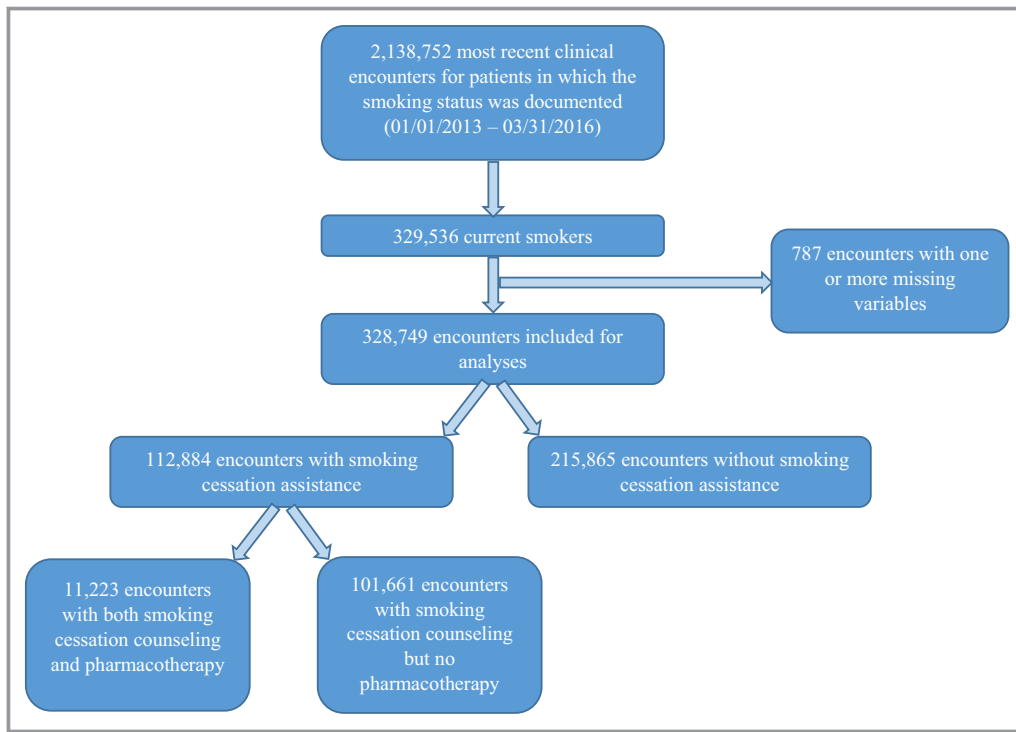 2,138,752 most recent clinical
encounters for patients in which the
smoking status was documented
(01/01/2013 – 03/31/2016)
329,536 current smokers
787 encounters with one
or more missing
variables
328,749 encounters included for
analyses
112,884 encounters with smoking
cessation assistance
215,865 encounters without smoking
cessation assistance
11,223 encounters
with both smoking
cessation counseling
and pharmacotherapy
101,661 encounters
with smoking
cessation counseling
but no
pharmacotherapy